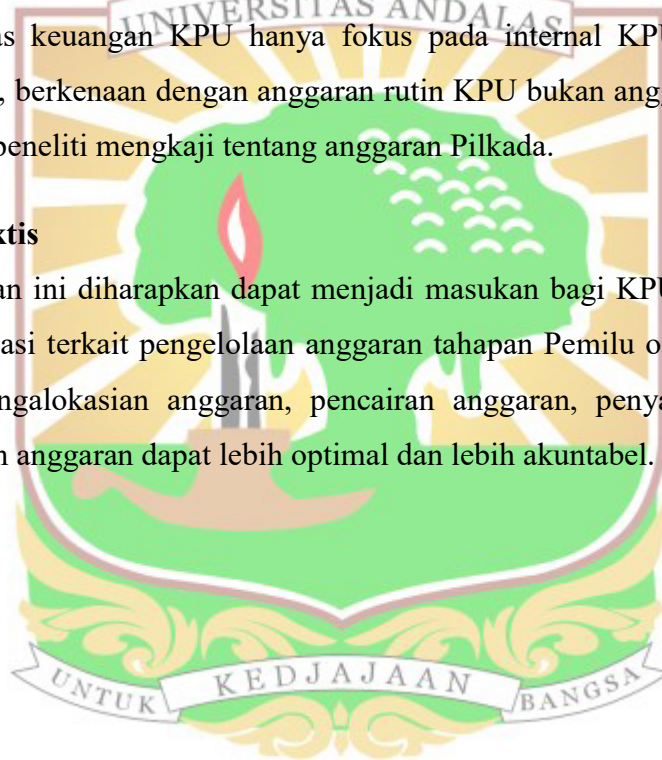 UNIVERSITAS ANDALAS
as keuangan KPU hanya fokus pada internal KPU
, berkenaan dengan anggaran rutin KPU bukan ang
peneliti mengkaji tentang anggaran Pilkada.
ktis
an ini diharapkan dapat menjadi masukan bagi KPU
asi terkait pengelolaan anggaran tahapan Pemilu o
ngalokasian anggaran, pencairan anggaran, penya
n anggaran dapat lebih optimal dan lebih akuntabel.
UNTUK KEDJAJAAN BANGSA